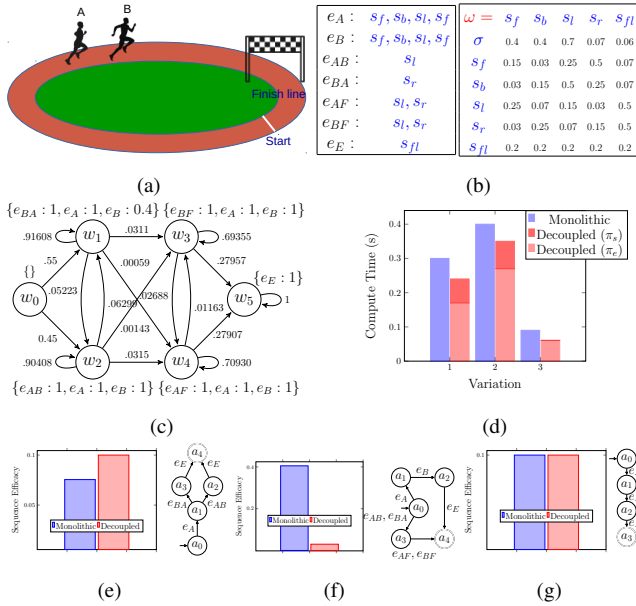 A
B
Finish line
Start
(a)
e_A : s_f, s_b, s_l, s_f
e_B : s_f, s_b, s_l, s_f
e_AB : s_l
e_BA : s_r
e_AF : s_l, s_r
e_BF : s_l, s_r
e_E : s_fl
ω = s_f s_b s_l s_r s_fl
σ 0.4 0.4 0.7 0.07 0.06
s_f 0.15 0.03 0.25 0.5 0.07
s_b 0.03 0.15 0.5 0.25 0.07
s_l 0.25 0.07 0.15 0.03 0.5
s_r 0.03 0.25 0.07 0.15 0.5
s_fl 0.2 0.2 0.2 0.2 0.2
(b)
{e_BA : 1, e_A : 1, e_B : 0.4} {e_BF : 1, e_A : 1, e_B : 1}
.91608 w_1 .0311 w_3 .69355
.55 .00059 .27957
{} {e_E : 1}
w_0 .05223 .06299 .02688 .01163 w_5 1
0.45 .00143 .27907
.90408 w_2 .0315 w_4 .70930
{e_AB : 1, e_A : 1, e_B : 1} {e_AF : 1, e_A : 1, e_B : 1}
(c)
Compute Time (s)
0.4
0.3
0.2
0.1
0
Monolithic
Decoupled (π_s)
Decoupled (π_e)
1 2 3
Variation
(d)
Sequence Efficacy
0.1
0.05
Monolithic Decoupled
a_4
e_E e_E
a_3 a_2
e_BA e_AB
a_1
e_A
a_0
(e)
Sequence Efficacy
0.4
0.2
Monolithic Decoupled
a_1 e_B a_2
e_A e_E
a_0
e_AB, e_BA
a_3 a_4
e_AF, e_BF
(f)
Sequence Efficacy
0.1
Monolithic Decoupled
a_0
a_1
a_2
a_3
(g)